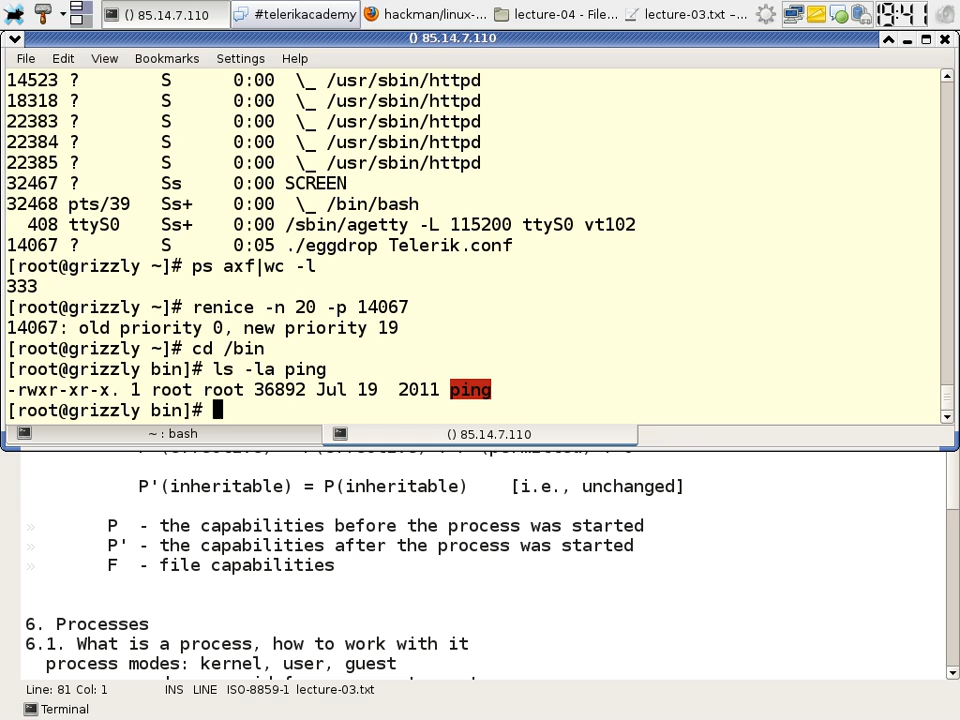 () 85.14.7.110
#telerikacademy
hackman/linux-...
lecture-04 - File...
lecture-03.txt –...
19:41
() 85.14.7.110
File Edit View Bookmarks Settings Help
14523 ? S 0:00 \_ /usr/sbin/httpd
18318 ? S 0:00 \_ /usr/sbin/httpd
22383 ? S 0:00 \_ /usr/sbin/httpd
22384 ? S 0:00 \_ /usr/sbin/httpd
22385 ? S 0:00 \_ /usr/sbin/httpd
32467 ? Ss 0:00 SCREEN
32468 pts/39 Ss+ 0:00 \_ /bin/bash
408 ttyS0 Ss+ 0:00 /sbin/agetty -L 115200 ttyS0 vt102
14067 ? S 0:05 ./eggdrop Telerik.conf
[root@grizzly ~]# ps axf|wc -l
333
[root@grizzly ~]# renice -n 20 -p 14067
14067: old priority 0, new priority 19
[root@grizzly ~]# cd /bin
[root@grizzly bin]# ls -la ping
-rwxr-xr-x. 1 root root 36892 Jul 19 2011 ping
[root@grizzly bin]#
~ : bash
() 85.14.7.110
P'(inheritable) = P(inheritable) [i.e., unchanged]
» P - the capabilities before the process was started
» P' - the capabilities after the process was started
» F - file capabilities
6. Processes
6.1. What is a process, how to work with it
process modes: kernel, user, guest
Line: 81 Col: 1 INS LINE ISO-8859-1 lecture-03.txt
Terminal